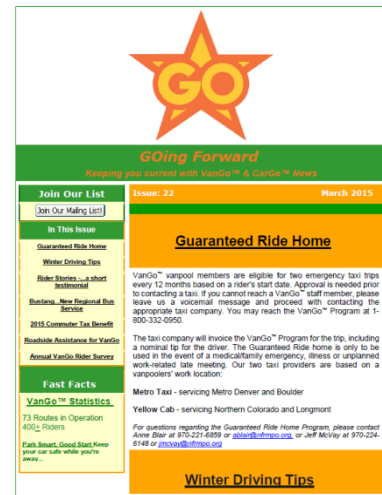 GO
GOing Forward
Keeping you current with VanGo™ & CarGo™ News
Join Our List
Join Our Mailing List!
In This Issue
Guaranteed Ride Home
Winter Driving Tips
Rider Stories -...a short
testimonial
Bustang...New Regional Bus
Service
2015 Commuter Tax Benefit
Roadside Assistance for VanGo
Annual VanGo Rider Survey
Fast Facts
VanGo™ Statistics
73 Routes in Operation
400+ Riders
Park Smart, Good Start Keep
your car safe while you're
away...
Issue: 22 March 2015
Guaranteed Ride Home
VanGo™ vanpool members are eligible for two emergency taxi trips
every 12 months based on a rider's start date. Approval is needed prior
to contacting a taxi. If you cannot reach a VanGo™ staff member, please
leave us a voicemail message and proceed with contacting the
appropriate taxi company. You may reach the VanGo™ Program at 1-
800-332-0950.
The taxi company will invoice the VanGo™ Program for the trip, including
a nominal tip for the driver. The Guaranteed Ride home is only to be
used in the event of a medical/family emergency, illness or unplanned
work-related late meeting. Our two taxi providers are based on a
vanpoolers' work location:
Metro Taxi - servicing Metro Denver and Boulder
Yellow Cab - servicing Northern Colorado and Longmont
For questions regarding the Guaranteed Ride Home Program, please contact
Anne Blair at 970-221-6859 or ablair@nfrmpo.org, or Jeff McVay at 970-224-
6148 or jmcvay@nfrmpo.org
Winter Driving Tips